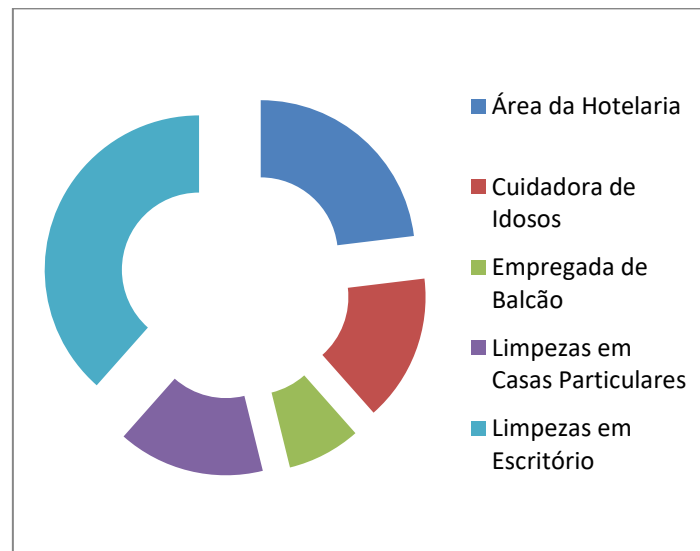 Área da Hotelaria
Cuidadora de
Idosos
Empregada de
Balcão
Limpezas em
Casas Particulares
Limpezas em
Escritório